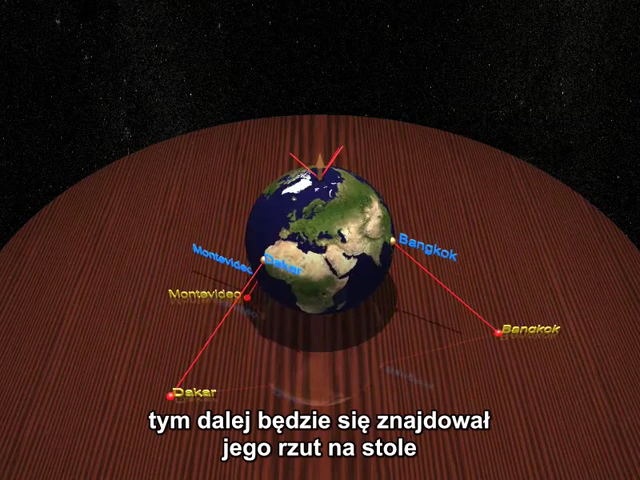 Montevideo
Dakar
Bangkok
Montevideo
Bangkok
Dakar
tym dalej będzie się znajdował
jego rzut na stole